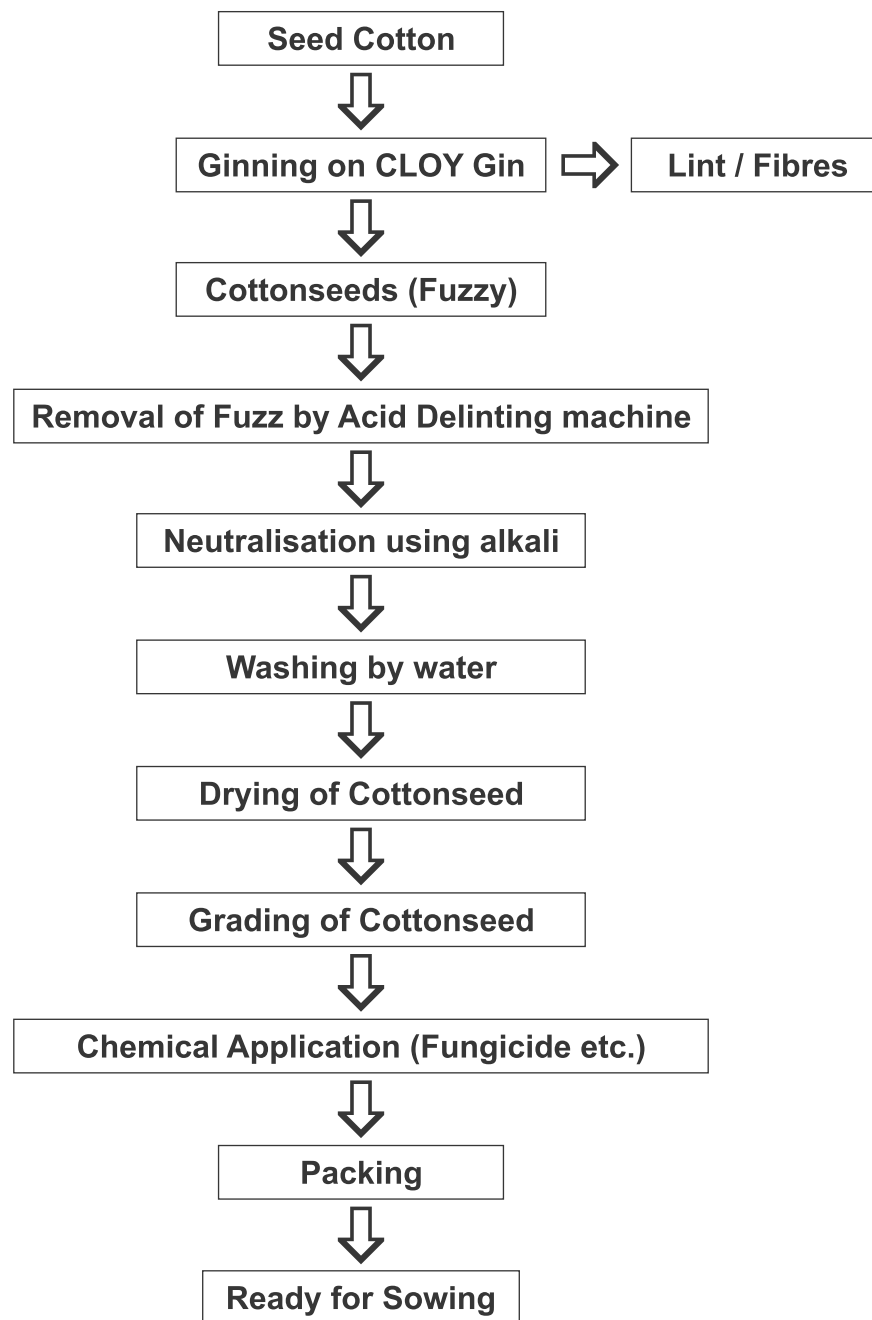 Seed Cotton
Ginning on CLOY Gin
Lint / Fibres
Cottonseeds (Fuzzy)
Removal of Fuzz by Acid Delinting machine
Neutralisation using alkali
Washing by water
Drying of Cottonseed
Grading of Cottonseed
Chemical Application (Fungicide etc.)
Packing
Ready for Sowing